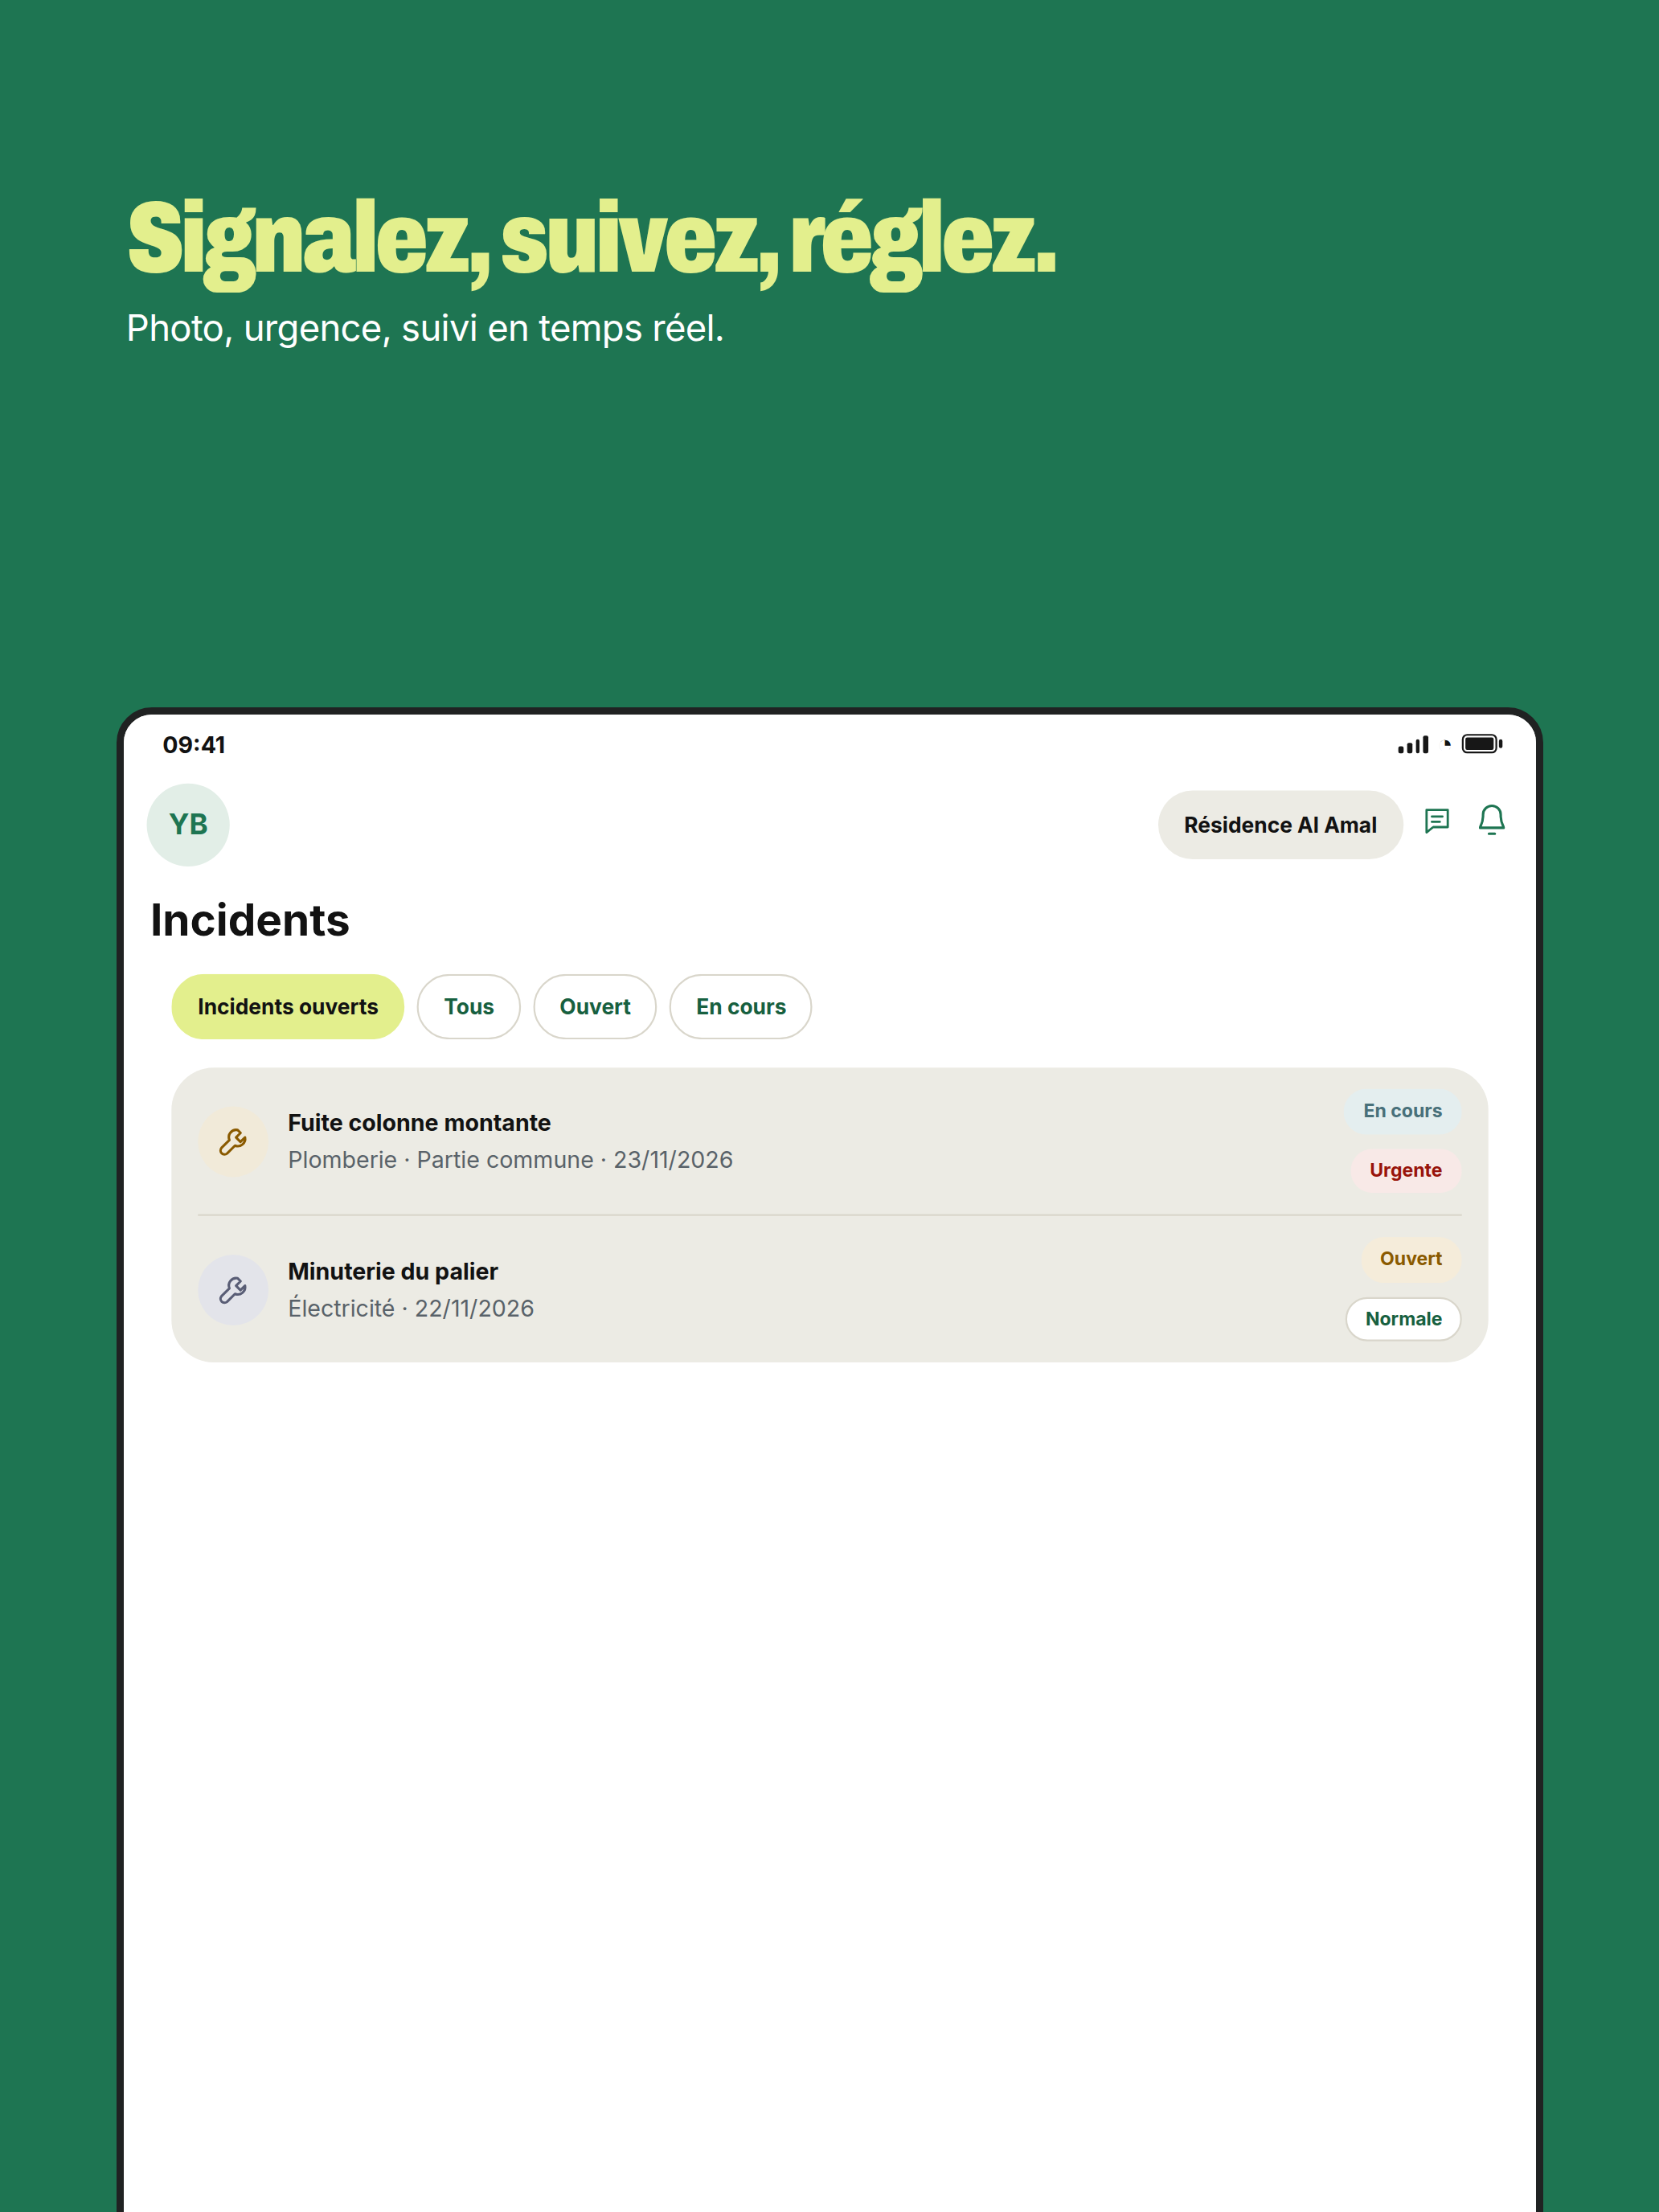 Signalez, suivez, réglez.
Photo, urgence, suivi en temps réel.
09:41
YB
Résidence Al Amal
Incidents
Incidents ouverts
Tous
Ouvert
En cours
Fuite colonne montante
Plomberie · Partie commune · 23/11/2026
En cours
Urgente
Minuterie du palier
Électricité · 22/11/2026
Ouvert
Normale